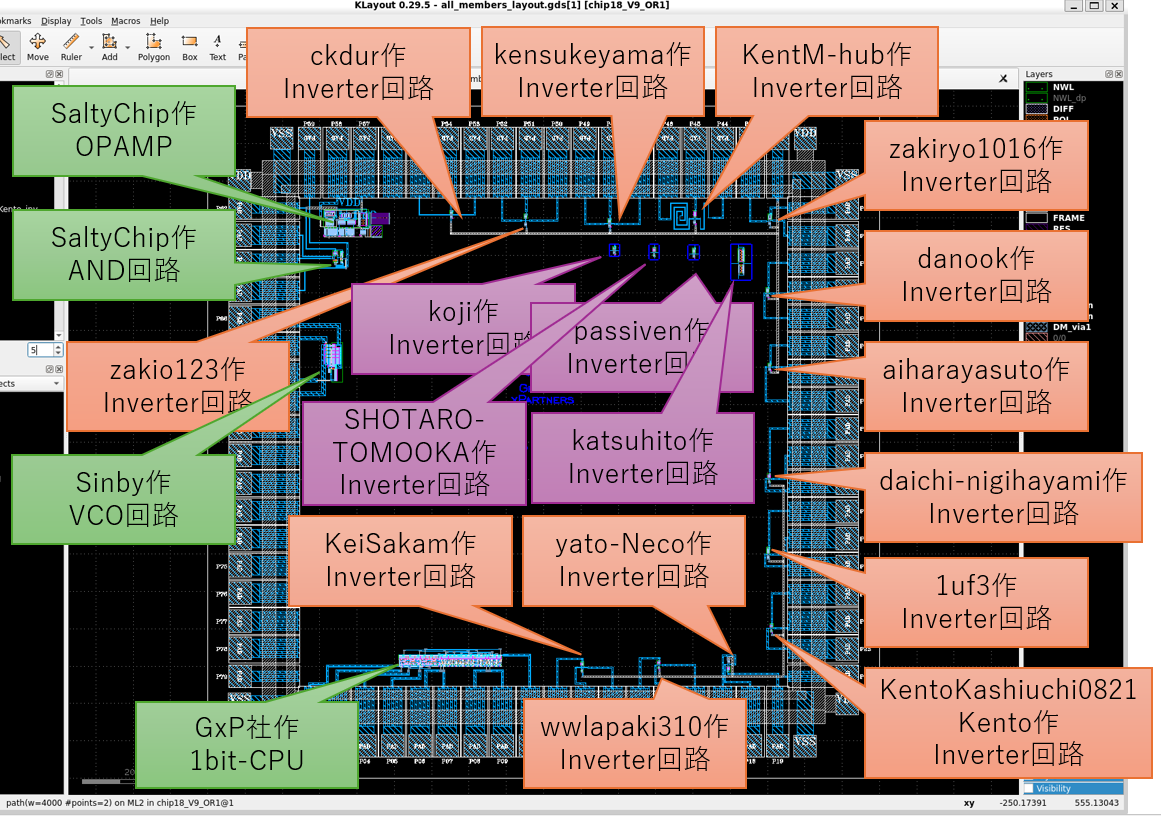 KLayout 0.29.5 - all_members_layout.gds[1] [chip18_V9_OR1]
okmarks Display Tools Macros Help
lect Move Ruler Add Polygon Box Text
Layers
NWL
NWL_dp
DIFF
FRAME
DM_via1
0/0
5
ects
ckdur作
Inverter回路
kensukeyama作
Inverter回路
KentM-hub作
Inverter回路
SaltyChip作
OPAMP
zakiryo1016作
Inverter回路
SaltyChip作
AND回路
danook作
Inverter回路
koji作
Inverter回路
passiven作
Inverter回
zakio123作
Inverter回路
aiharayasuto作
Inverter回路
SHOTARO-
TOMOOKA作
Inverter回路
katsuhito作
Inverter回路
Sinby作
VCO回路
daichi-nigihayami作
Inverter回路
KeiSakam作
Inverter回路
yato-Neco作
Inverter回路
1uf3作
Inverter回路
KentoKashiuchi0821
Kento作
Inverter回路
GxP社作
1bit-CPU
wwlapaki310作
Inverter回路
VSS
VDD
VSS
VDD
VSS
PARTNERS
Visibility
path(w=4000 #points=2) on ML2 in chip18_V9_OR1@1
xy -250.17391 555.13043